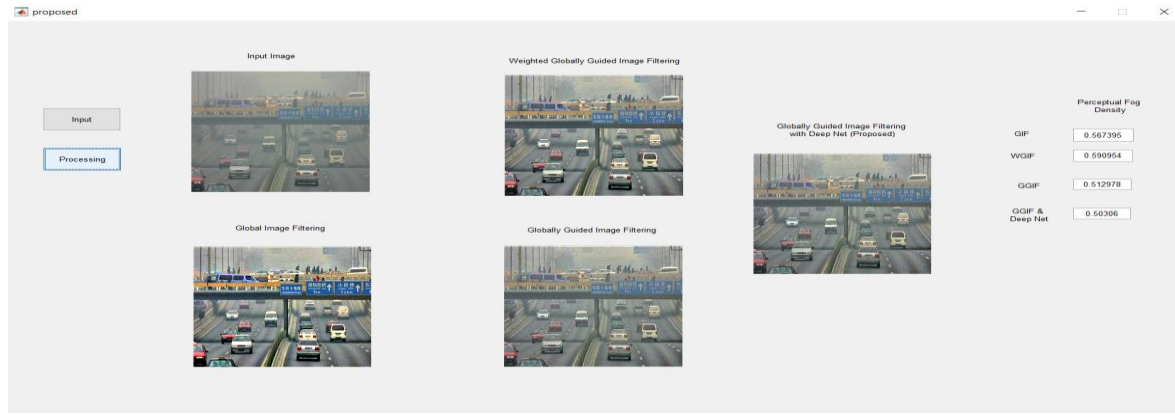 proposed
Input Image
Weighted Globally Guided Image Filtering
Input
Processing
Global Image Filtering
Globally Guided Image Filtering
Globally Guided Image Filtering
with Deep Net (Proposed)
Perceptual Fog
Density
GIF
0.567395
WGIF
0.590954
GGIF
0.512978
GGIF &
Deep Net
0.50306